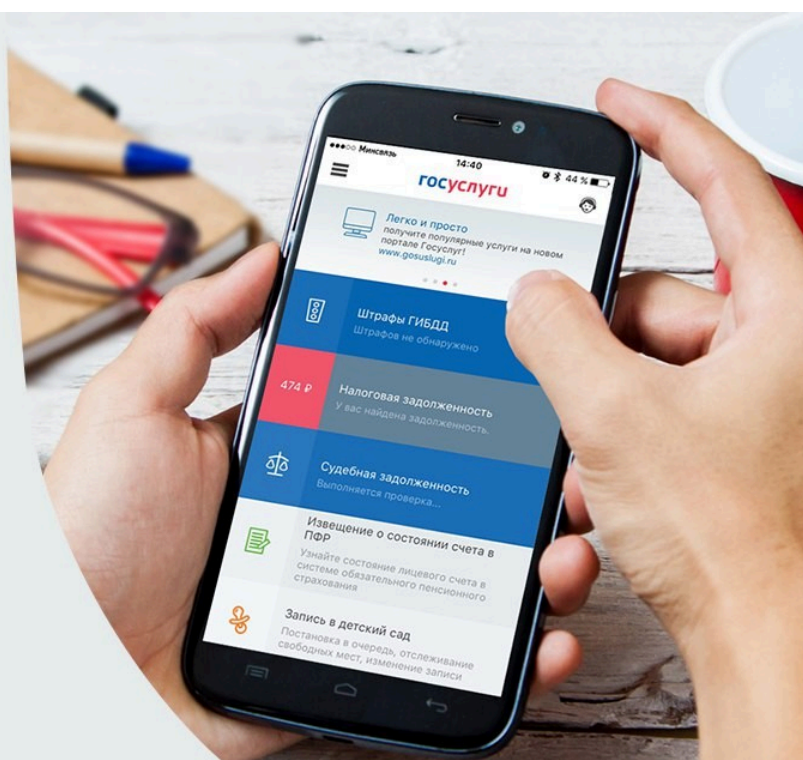 Минсвязь
14:40
44 %
госуслуги
Легко и просто
получите популярные услуги на новом
портале Госуслуг!
www.gosuslugi.ru
Штрафы ГИБДД
Штрафов не обнаружено
474 ₽
Налоговая задолженность
У вас найдена задолженность.
Судебная задолженность
Выполняется проверка...
Извещение о состоянии счета в
ПФР
Узнайте состояние лицевого счета в
системе обязательного пенсионного
страхования
Запись в детский сад
Постановка в очередь, отслеживание
свободных мест, изменение записи